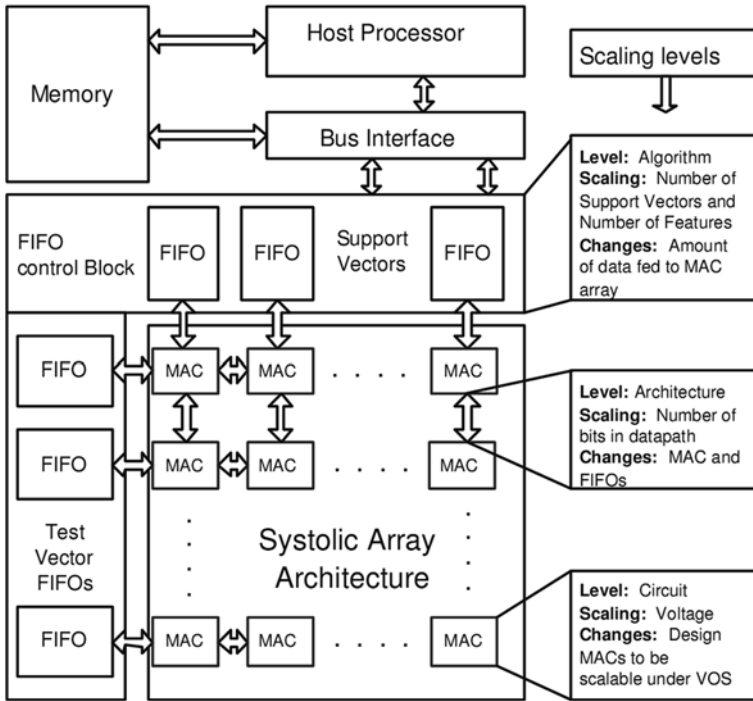 Host Processor
Memory
Scaling levels
Bus Interface
Level: Algorithm
Scaling: Number of
Support Vectors and
Number of Features
Changes: Amount
of data fed to MAC
array
FIFO
control Block
FIFO
FIFO
Support
Vectors
FIFO
FIFO
MAC
MAC
. . . .
MAC
Level: Architecture
Scaling: Number of
bits in datapath
Changes: MAC and
FIFOs
FIFO
MAC
MAC
. . . .
MAC
Test
Vector
FIFOs
Systolic Array
Architecture
FIFO
MAC
MAC
. . . .
MAC
Level: Circuit
Scaling: Voltage
Changes: Design
MACs to be
scalable under VOS